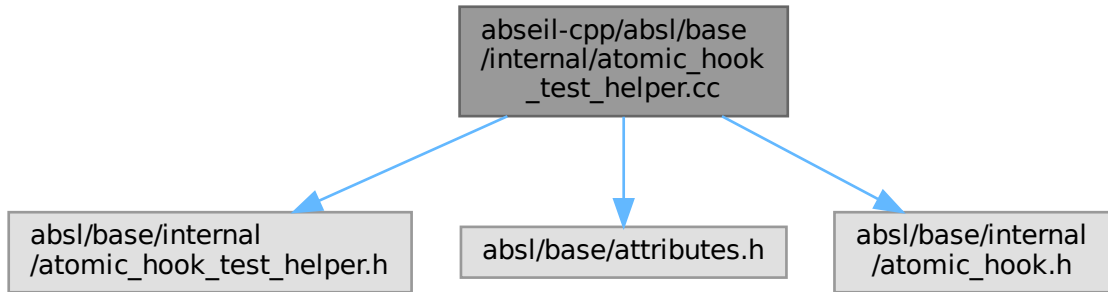 abseil-cpp/absl/base
/internal/atomic_hook
_test_helper.cc
absl/base/internal
/atomic_hook_test_helper.h
absl/base/attributes.h
absl/base/internal
/atomic_hook.h